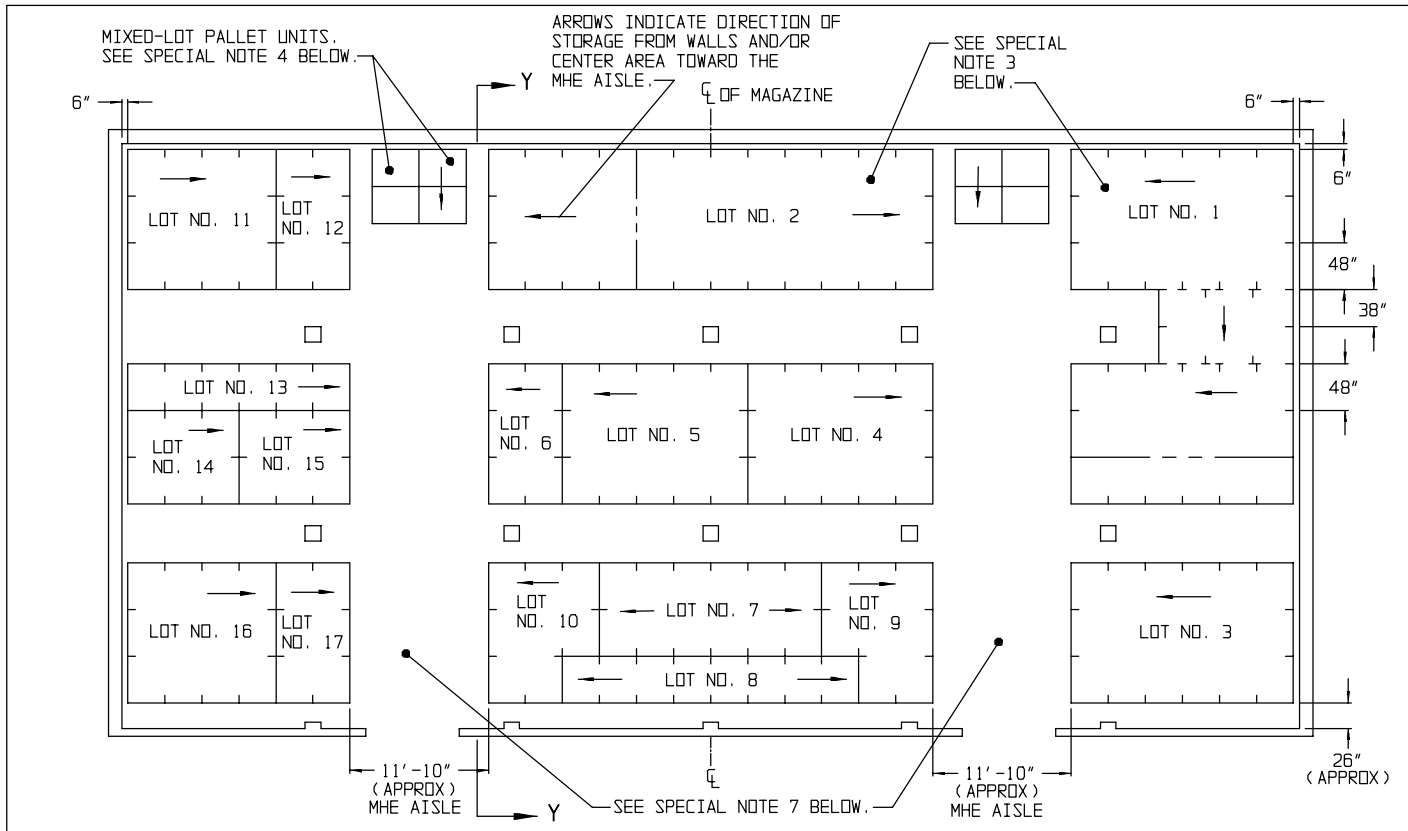 MIXED-LOT PALLET UNITS.
SEE SPECIAL NOTE 4 BELOW.
ARROWS INDICATE DIRECTION OF
STORAGE FROM WALLS AND/OR
CENTER AREA TOWARD THE
MHE AISLE.
SEE SPECIAL
NOTE 3
BELOW.
Y
℄ OF MAGAZINE
6"
6"
6"
LOT NO. 11
LOT
NO. 12
LOT NO. 2
LOT NO. 1
48"
38"
48"
LOT NO. 13
LOT
NO. 14
LOT
NO. 15
LOT
NO. 6
LOT NO. 5
LOT NO. 4
LOT NO. 16
LOT
NO. 17
LOT
NO. 10
LOT NO. 7
LOT
NO. 9
LOT NO. 8
LOT NO. 3
11'-10"
(APPROX)
MHE AISLE
℄
11'-10"
(APPROX)
MHE AISLE
26"
(APPROX)
SEE SPECIAL NOTE 7 BELOW.
Y